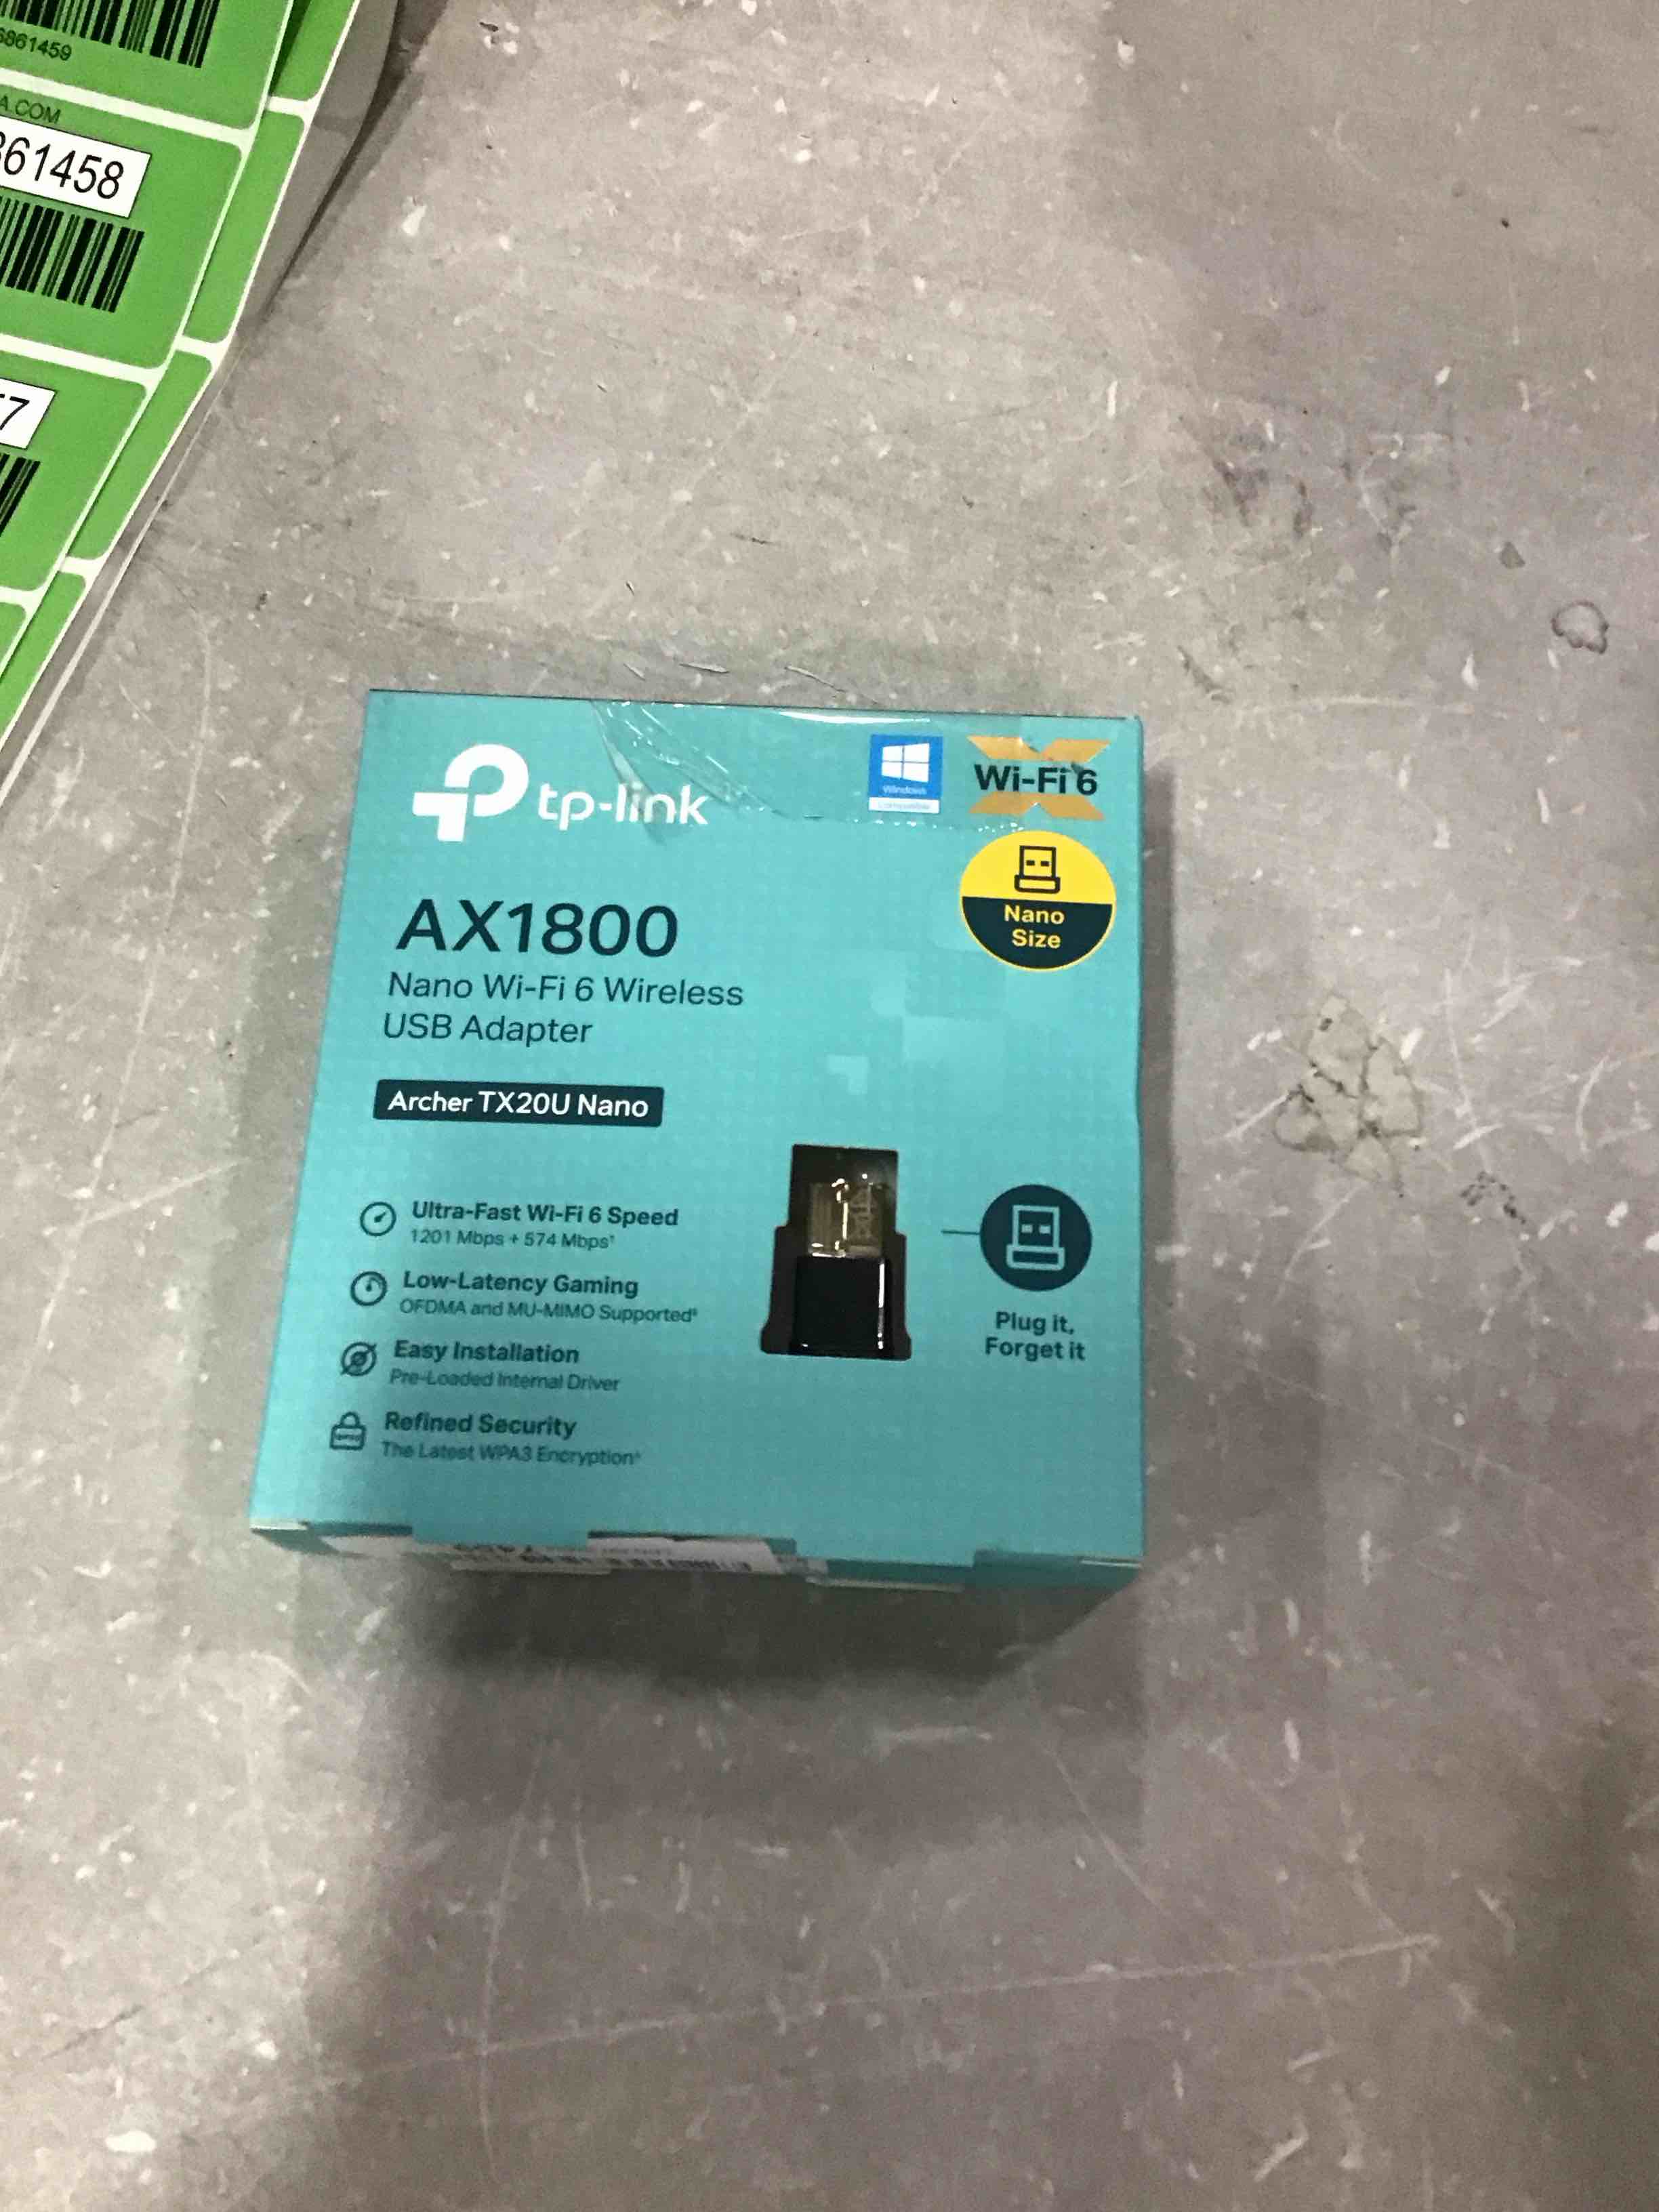 6861459
A.COM
861458
7
tp-link
Windows
Compatible
Wi-Fi 6
Nano
Size
AX1800
Nano Wi-Fi 6 Wireless
USB Adapter
Archer TX20U Nano
Ultra-Fast Wi-Fi 6 Speed
1201 Mbps + 574 Mbps†
Low-Latency Gaming
OFDMA and MU-MIMO Supported§
Easy Installation
Pre-Loaded Internal Driver
Refined Security
The Latest WPA3 Encryption
Plug it,
Forget it